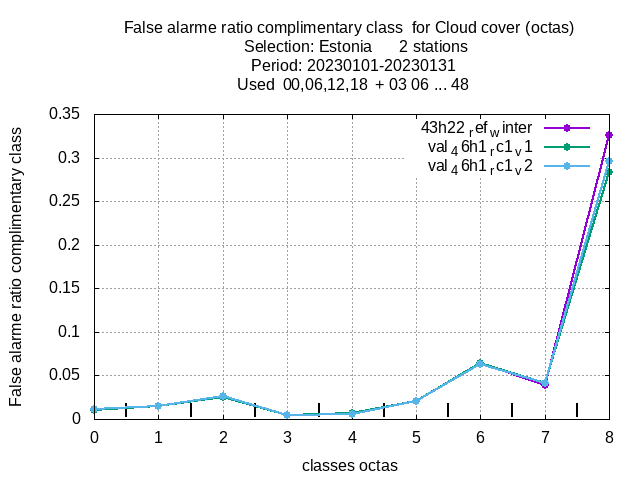 False alarme ratio complimentary class for Cloud cover (octas)
Selection: Estonia 2 stations
Period: 20230101-20230131
Used 00,06,12,18 + 03 06 ... 48
False alarme ratio complimentary class
43h22 r ef w inter
val 4 6h1 r c1 v 1
val 4 6h1 r c1 v 2
0.35
0.3
0.25
0.2
0.15
0.1
0.05
0
0 1 2 3 4 5 6 7 8
classes octas